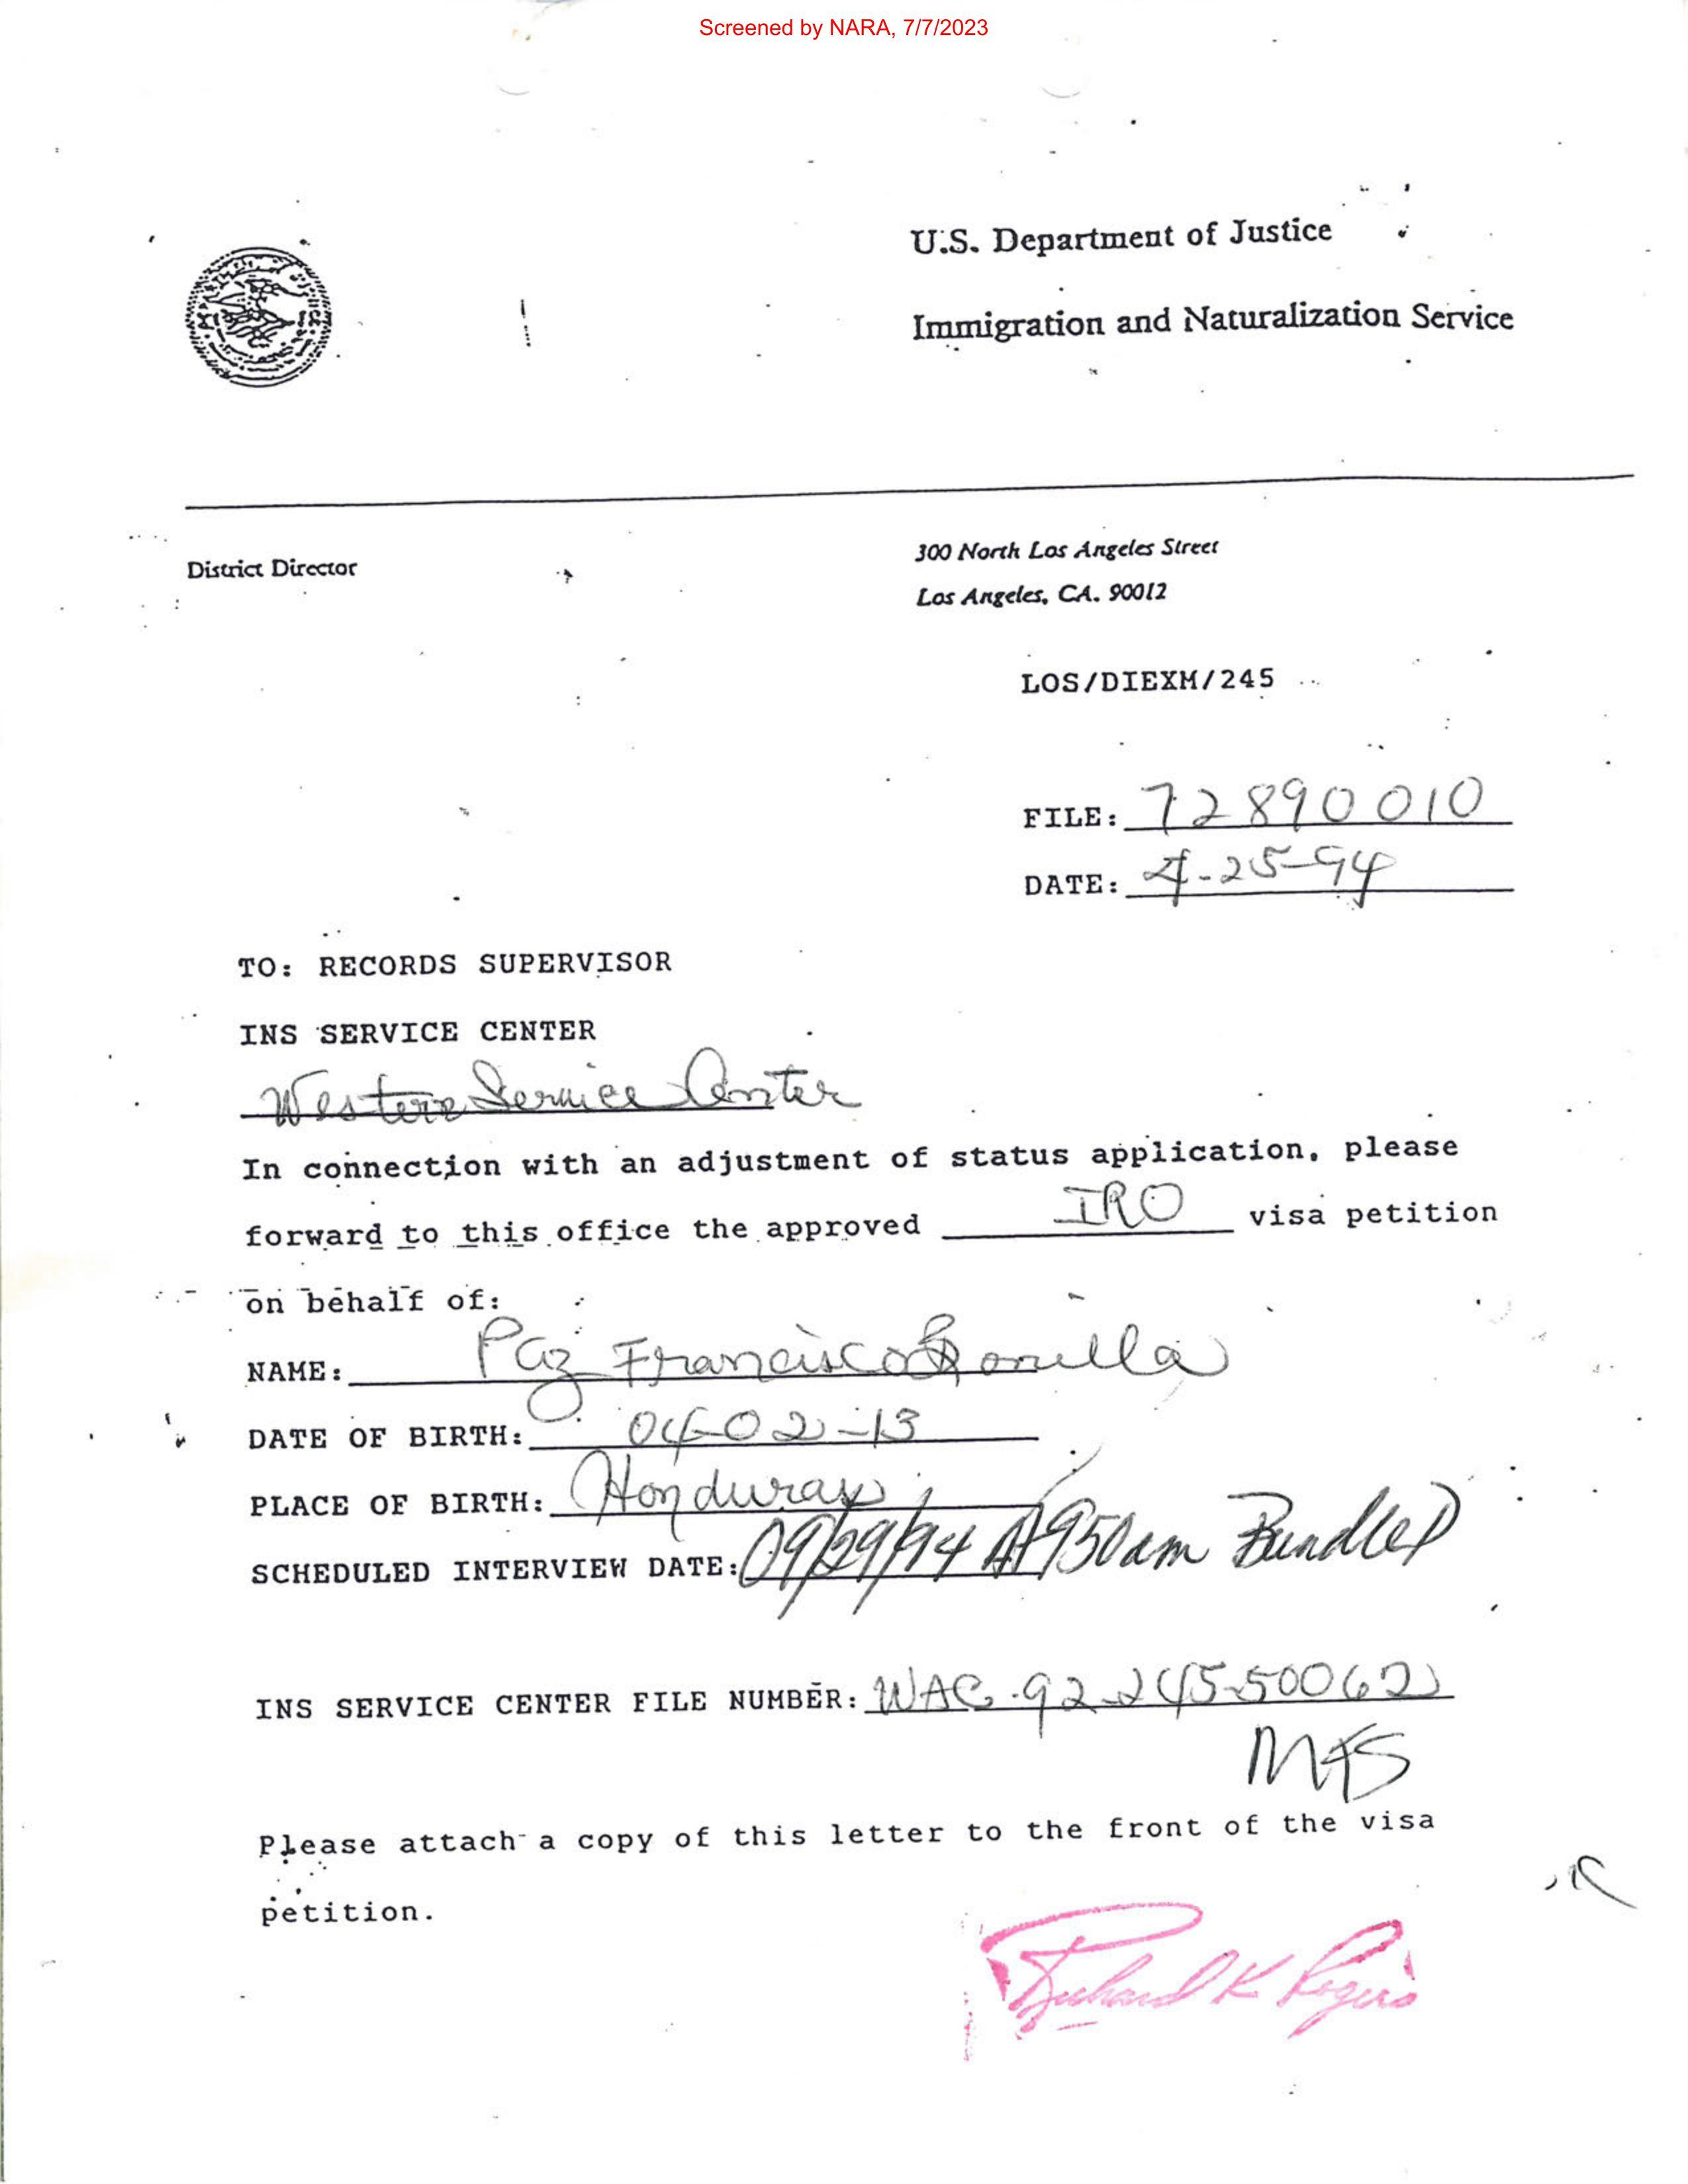 Screened by NARA, 7/7/2023
U.S. Department of Justice
Immigration and Naturalization Service
District Director
300 North Los Angeles Street
Los Angeles, CA. 90012
LOS/DIEXM/245
FILE: 72890010
DATE: 4-25-94
TO: RECORDS SUPERVISOR
INS SERVICE CENTER
Western Service Center
In connection with an adjustment of status application, please
forward to this office the approved IRO visa petition
on behalf of:
NAME: Paz Francisco Bonilla
DATE OF BIRTH: 04-02-13
PLACE OF BIRTH: Honduras
SCHEDULED INTERVIEW DATE: 09/29/94 At 950am Bundled
INS SERVICE CENTER FILE NUMBER: WAC-92-245-50062
Please attach a copy of this letter to the front of the visa
petition.
Richard K Rogers